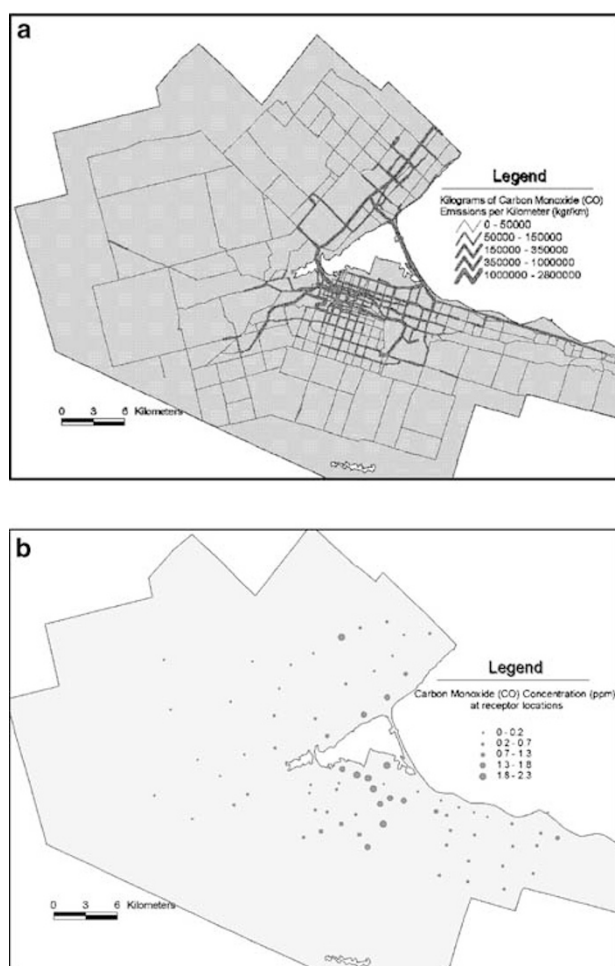 a
Legend
Kilograms of Carbon Monoxide (CO)
Emissions per Kilometer (kgr/km)
0 - 50000
50000 - 150000
150000 - 350000
350000 - 1000000
1000000 - 2800000
0 3 6 Kilometers
b
Legend
Carbon Monoxide (CO) Concentration (ppm)
at receptor locations
0 - 0.2
0.2 - 0.7
0.7 - 1.3
1.3 - 1.8
1.8 - 2.3
0 3 6
Kilometers